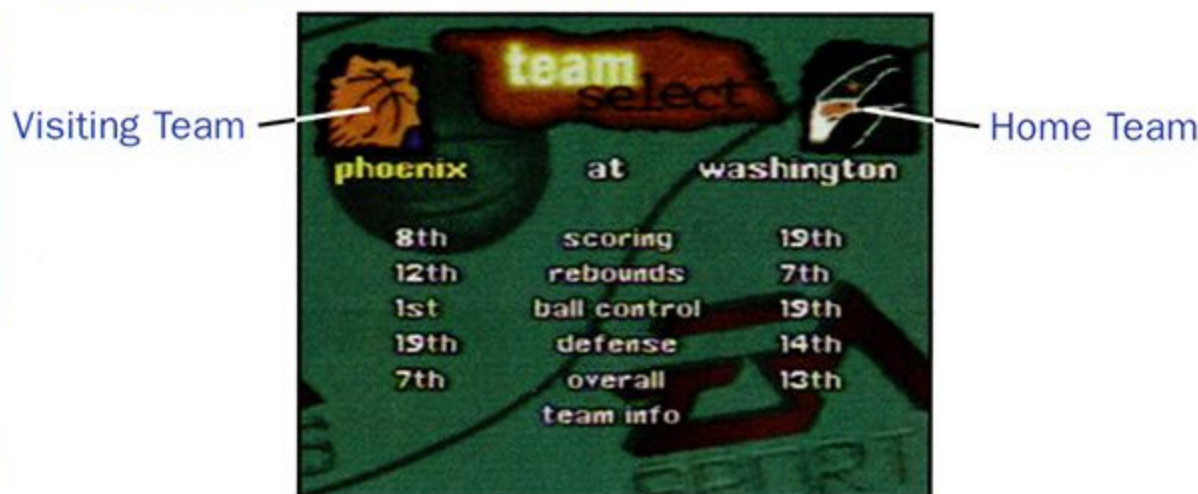 team
select
Visiting Team
Home Team
phoenix at washington
8th scoring 19th
12th rebounds 7th
1st ball control 19th
19th defense 14th
7th overall 13th
team info